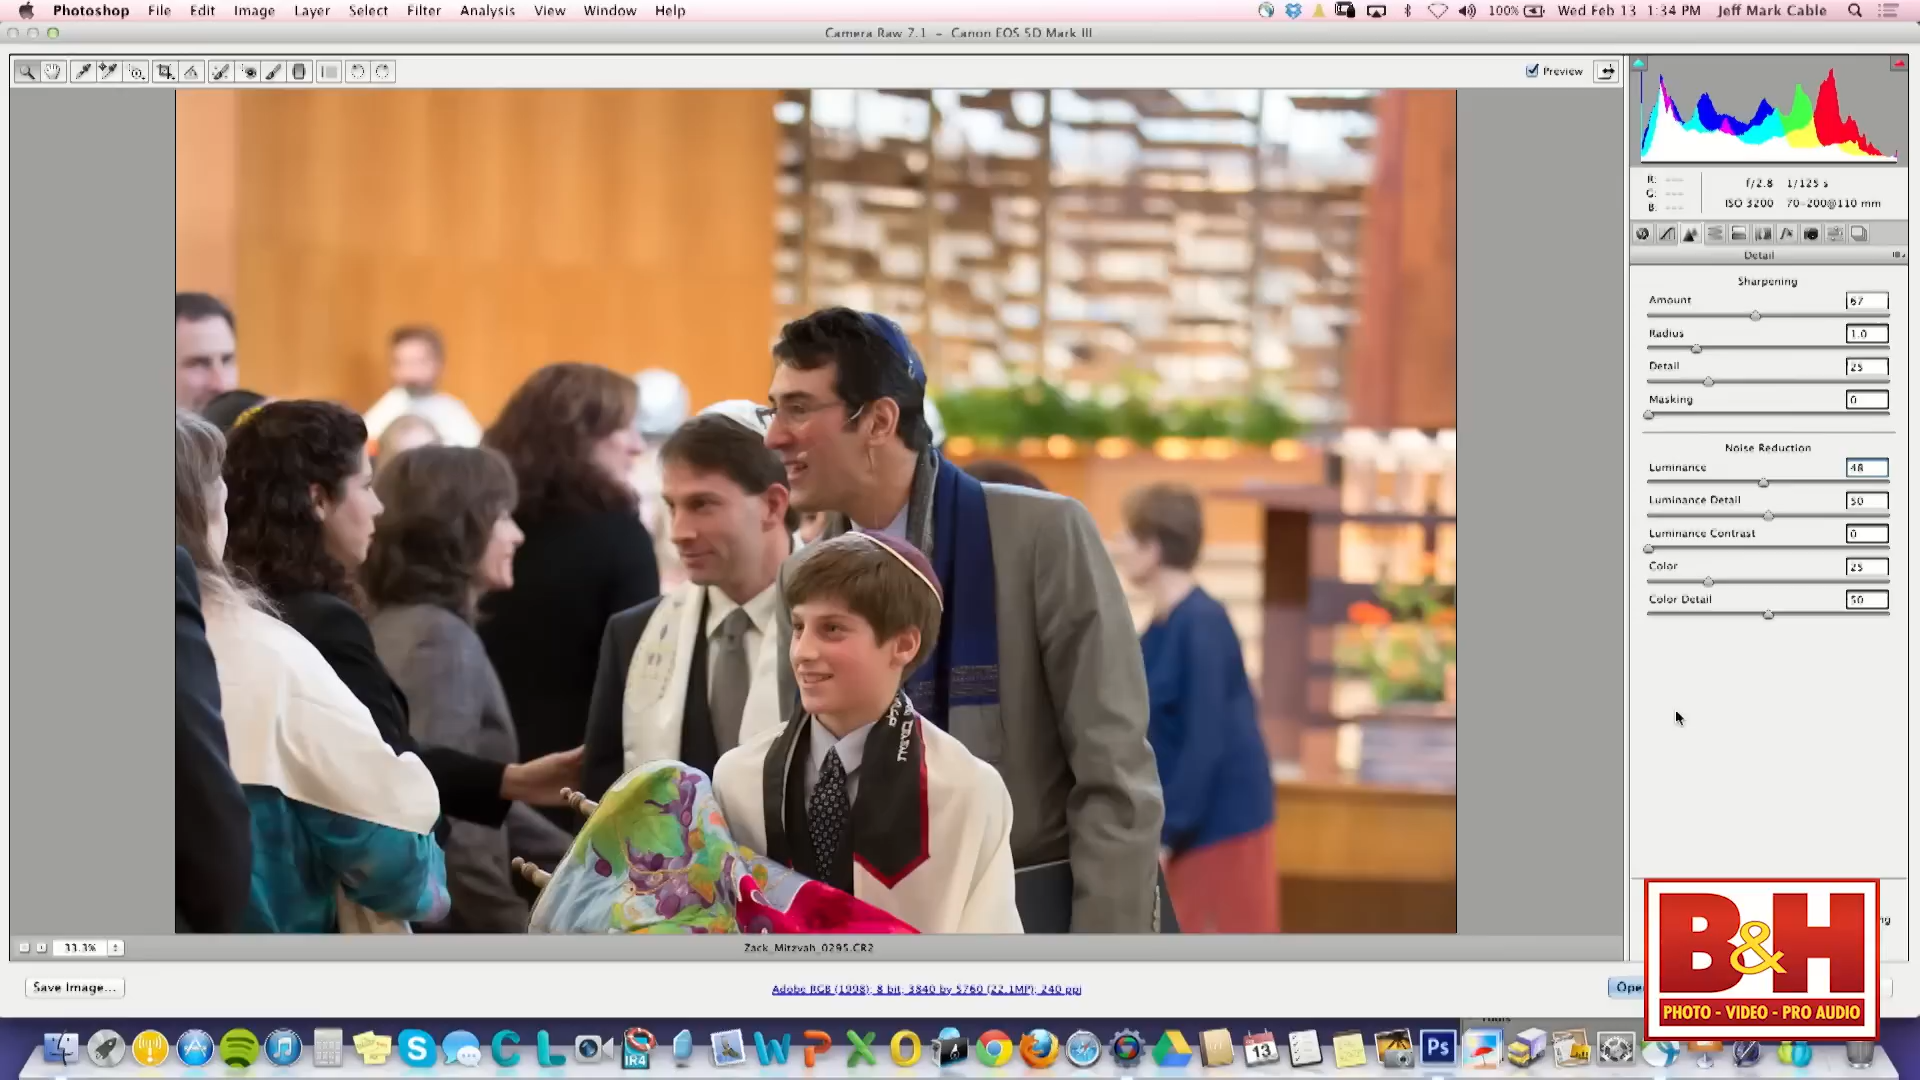 Photoshop File Edit Image Layer Select Filter Analysis View Window Help 100% Wed Feb 13 1:34 PM Jeff Mark Cable
Camera Raw 7.1 - Canon EOS 5D Mark III
Preview
R: ---
G: ---
B: ---
f/2.8 1/125 s
ISO 3200 70-200@110 mm
Detail
Sharpening
Amount 67
Radius 1.0
Detail 25
Masking 0
Noise Reduction
Luminance 48
Luminance Detail 50
Luminance Contrast 0
Color 25
Color Detail 50
33.3% Zack_Mitzvah_0295.CR2
Save Image... Adobe RGB (1998); 8 bit; 3840 by 5760 (22.1MP); 240 ppi Ope
B&H
PHOTO - VIDEO - PRO AUDIO
IR4
13
Ps